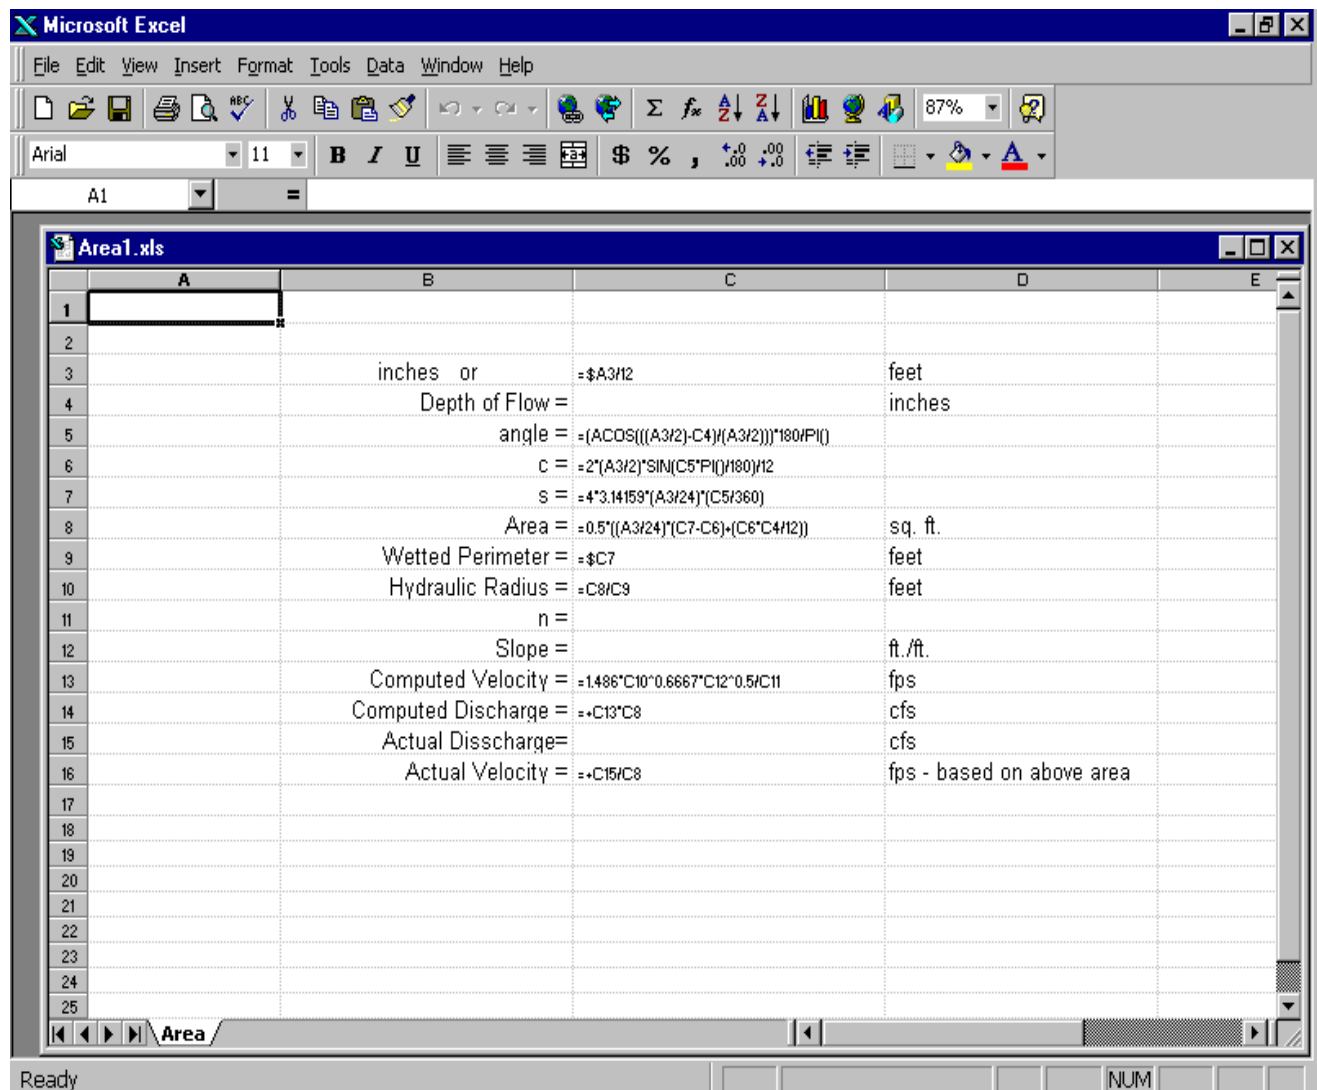 Microsoft Excel
File Edit View Insert Format Tools Data Window Help
ABC Σ fx A Z Z A 87% ?
Arial 11 B I U a $ % , .0 .00 .00 .0 A
A1 =
Area1.xls
A B C D E
1
2
3 inches or =$A3/12 feet
4 Depth of Flow = inches
5 angle = =(ACOS(((A3/2)-C4)/(A3/2)))*180/PI()
6 c = =2*(A3/2)*SIN(C5*PI()/180)/12
7 s = =4*3.14159*(A3/24)*(C5/360)
8 Area = =0.5*((A3/24)*(C7-C6)+(C6*C4/12)) sq. ft.
9 Wetted Perimeter = =$C7 feet
10 Hydraulic Radius = =C8/C9 feet
11 n =
12 Slope = ft./ft.
13 Computed Velocity = =1.486*C10^0.6667*C12^0.5/C11 fps
14 Computed Discharge = =+C13*C8 cfs
15 Actual Disscharge= cfs
16 Actual Velocity = =+C15/C8 fps - based on above area
17
18
19
20
21
22
23
24
25
Area
Ready NUM